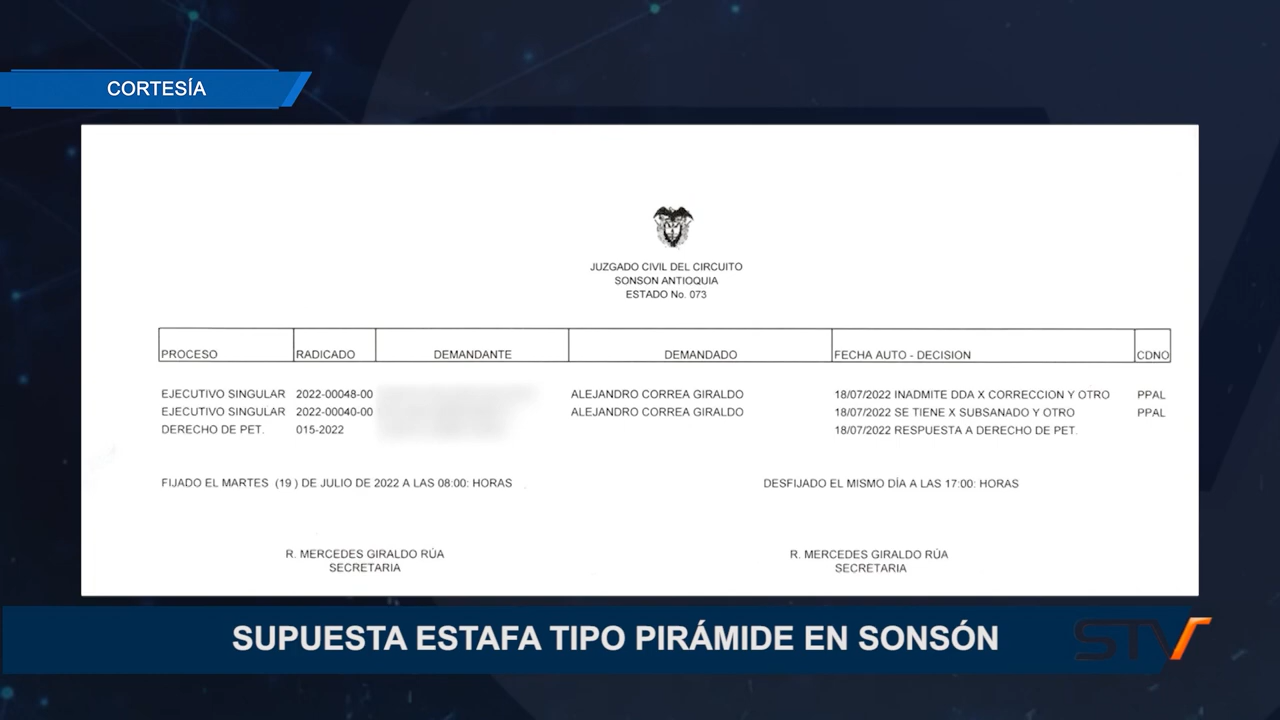 CORTESÍA
JUZGADO CIVIL DEL CIRCUITO
SONSON ANTIOQUIA
ESTADO No. 073
PROCESO RADICADO DEMANDANTE DEMANDADO FECHA AUTO - DECISION CDNO
EJECUTIVO SINGULAR 2022-00048-00 ALEJANDRO CORREA GIRALDO 18/07/2022 INADMITE DDA X CORRECCION Y OTRO PPAL
EJECUTIVO SINGULAR 2022-00040-00 ALEJANDRO CORREA GIRALDO 18/07/2022 SE TIENE X SUBSANADO Y OTRO PPAL
DERECHO DE PET. 015-2022 18/07/2022 RESPUESTA A DERECHO DE PET.
FIJADO EL MARTES (19 ) DE JULIO DE 2022 A LAS 08:00: HORAS DESFIJADO EL MISMO DÍA A LAS 17:00: HORAS
R. MERCEDES GIRALDO RÚA R. MERCEDES GIRALDO RÚA
SECRETARIA SECRETARIA
SUPUESTA ESTAFA TIPO PIRÁMIDE EN SONSÓN
STV